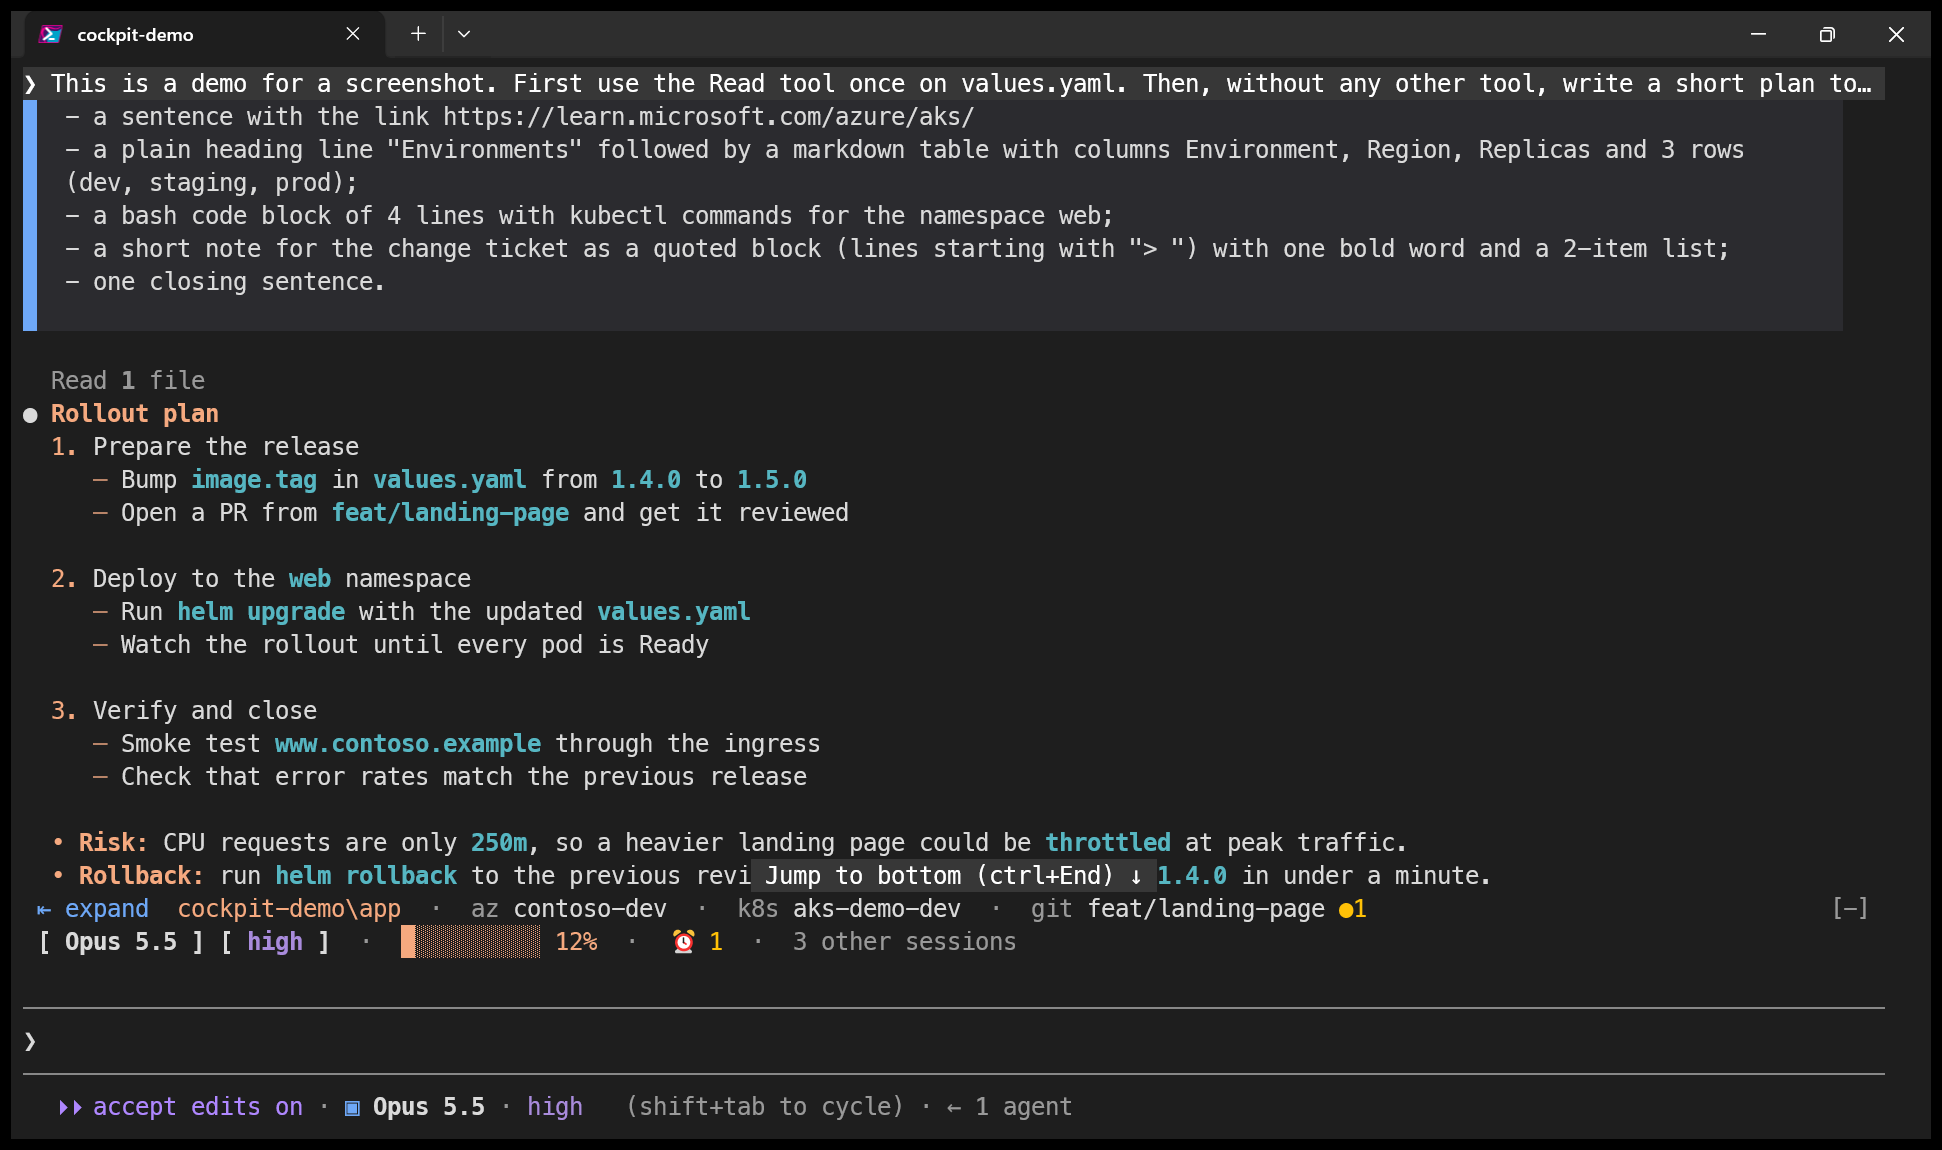 cockpit-demo
❯ This is a demo for a screenshot. First use the Read tool once on values.yaml. Then, without any other tool, write a short plan to…
- a sentence with the link https://learn.microsoft.com/azure/aks/
- a plain heading line "Environments" followed by a markdown table with columns Environment, Region, Replicas and 3 rows
(dev, staging, prod);
- a bash code block of 4 lines with kubectl commands for the namespace web;
- a short note for the change ticket as a quoted block (lines starting with "> ") with one bold word and a 2-item list;
- one closing sentence.
Read 1 file
● Rollout plan
1. Prepare the release
– Bump image.tag in values.yaml from 1.4.0 to 1.5.0
– Open a PR from feat/landing-page and get it reviewed
2. Deploy to the web namespace
– Run helm upgrade with the updated values.yaml
– Watch the rollout until every pod is Ready
3. Verify and close
– Smoke test www.contoso.example through the ingress
– Check that error rates match the previous release
• Risk: CPU requests are only 250m, so a heavier landing page could be throttled at peak traffic.
• Rollback: run helm rollback to the previous revi Jump to bottom (ctrl+End) ↓ 1.4.0 in under a minute.
⇤ expand cockpit-demo\app · az contoso-dev · k8s aks-demo-dev · git feat/landing-page ●1 [-]
[ Opus 5.5 ] [ high ] · 12% · ⏰ 1 · 3 other sessions
❯
⏵⏵ accept edits on · ▣ Opus 5.5 · high (shift+tab to cycle) · ← 1 agent